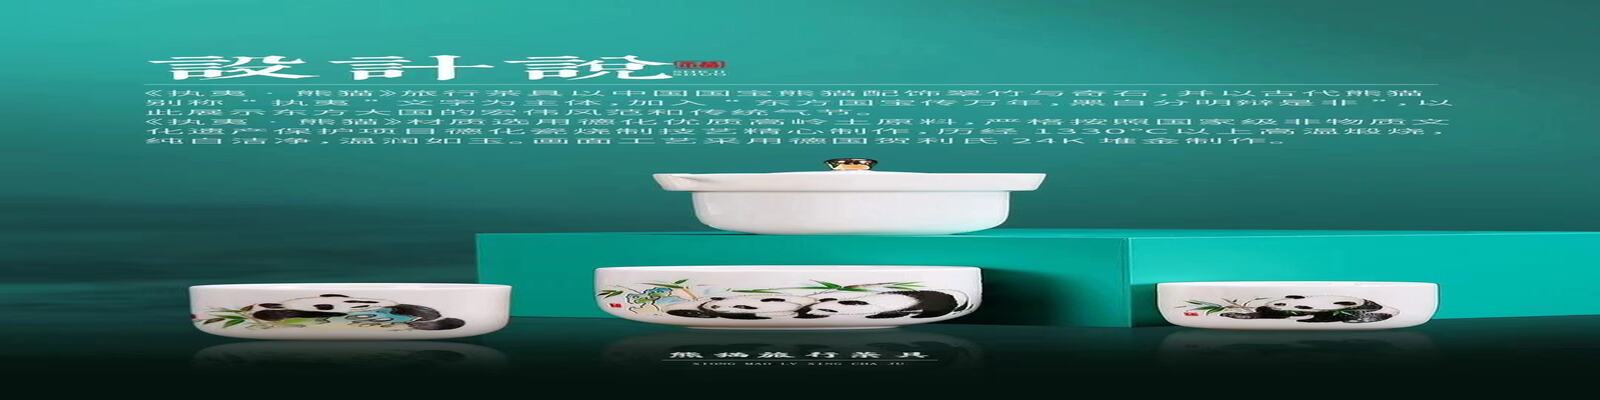 設計說
《执夷·熊猫》旅行茶具以中国国宝熊猫配饰翠竹与奇石,并以古代熊猫
别称“执夷”文字为主体,加入“东方国宝传万年,黑白分明辩是非”,以
此展示东方大国的宏伟风范和传统气节。
《执夷·熊猫》材质选用德化优质高岭土原料,严格按照国家级非物质文
化遗产保护项目德化瓷烧制技艺精心制作,历经1330℃以上高温煅烧,
纯白洁净,温润如玉。画面工艺采用德国贺利氏24K堆金制作。
熊猫旅行茶具
XIONG MAO LV XING CHA JU